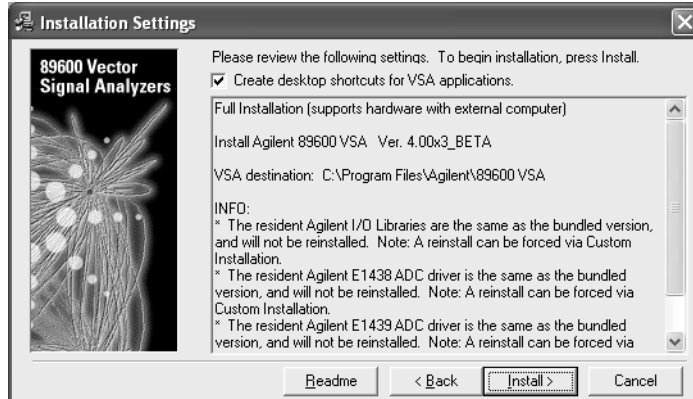 Installation Settings
89600 Vector
Signal Analyzers
Please review the following settings. To begin installation, press Install.
Create desktop shortcuts for VSA applications.
Full Installation (supports hardware with external computer)
Install Agilent 89600 VSA Ver. 4.00x3_BETA
VSA destination: C:\Program Files\Agilent\89600 VSA
INFO:
* The resident Agilent I/O Libraries are the same as the bundled version,
and will not be reinstalled. Note: A reinstall can be forced via Custom
Installation.
* The resident Agilent E1438 ADC driver is the same as the bundled
version, and will not be reinstalled. Note: A reinstall can be forced via
Custom Installation.
* The resident Agilent E1439 ADC driver is the same as the bundled
version, and will not be reinstalled. Note: A reinstall can be forced via
Readme
< Back
Install >
Cancel